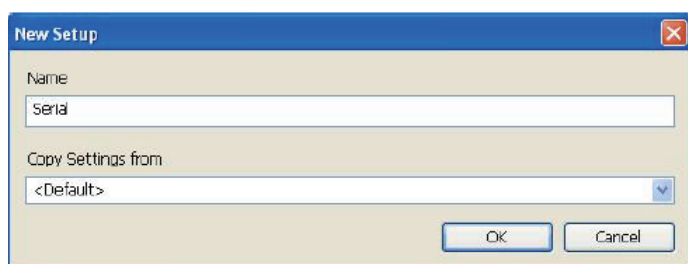 New Setup
Name
Serial
Copy Settings from
<Default>
OK Cancel